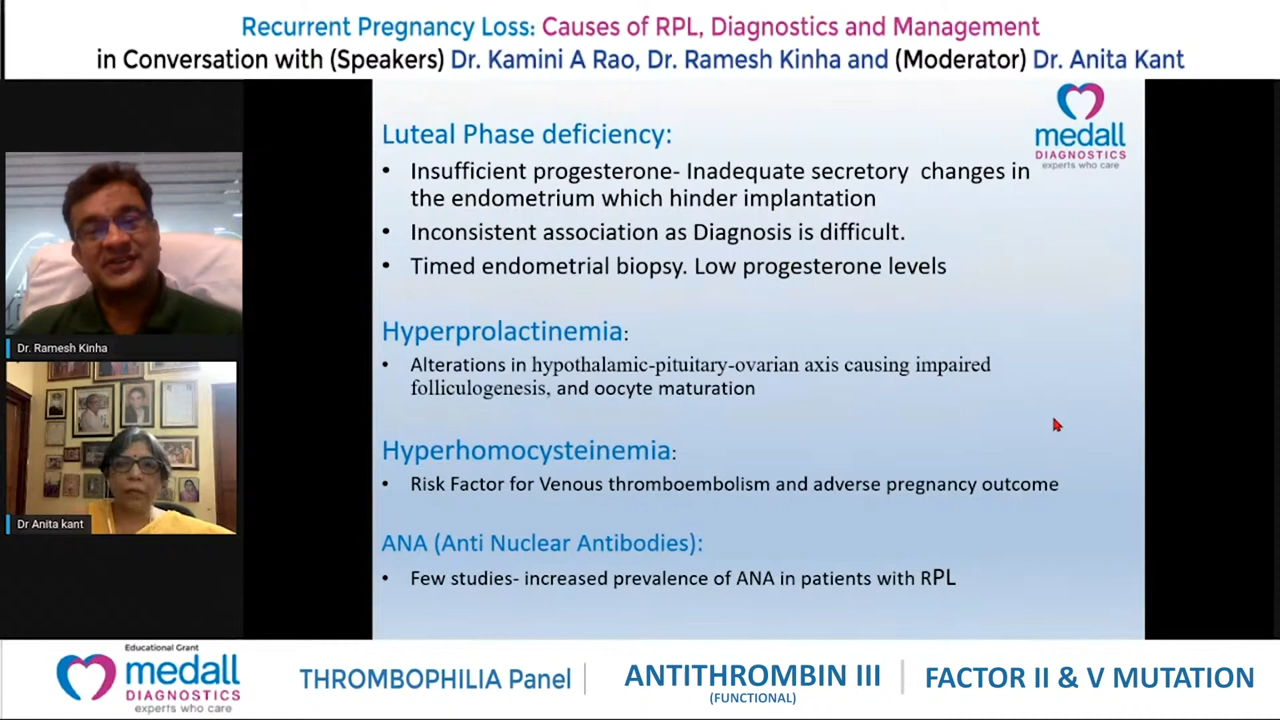 Recurrent Pregnancy Loss: Causes of RPL, Diagnostics and Management
in Conversation with (Speakers) Dr. Kamini A Rao, Dr. Ramesh Kinha and (Moderator) Dr. Anita Kant
medall
DIAGNOSTICS
experts who care
Luteal Phase deficiency:
• Insufficient progesterone- Inadequate secretory changes in
the endometrium which hinder implantation
• Inconsistent association as Diagnosis is difficult.
• Timed endometrial biopsy. Low progesterone levels
Hyperprolactinemia:
• Alterations in hypothalamic-pituitary-ovarian axis causing impaired
folliculogenesis, and oocyte maturation
Hyperhomocysteinemia:
• Risk Factor for Venous thromboembolism and adverse pregnancy outcome
ANA (Anti Nuclear Antibodies):
• Few studies- increased prevalence of ANA in patients with RPL
Dr. Ramesh Kinha
Dr Anita kant
Educational Grant
medall
DIAGNOSTICS
experts who care
THROMBOPHILIA Panel
ANTITHROMBIN III
(FUNCTIONAL)
FACTOR II & V MUTATION